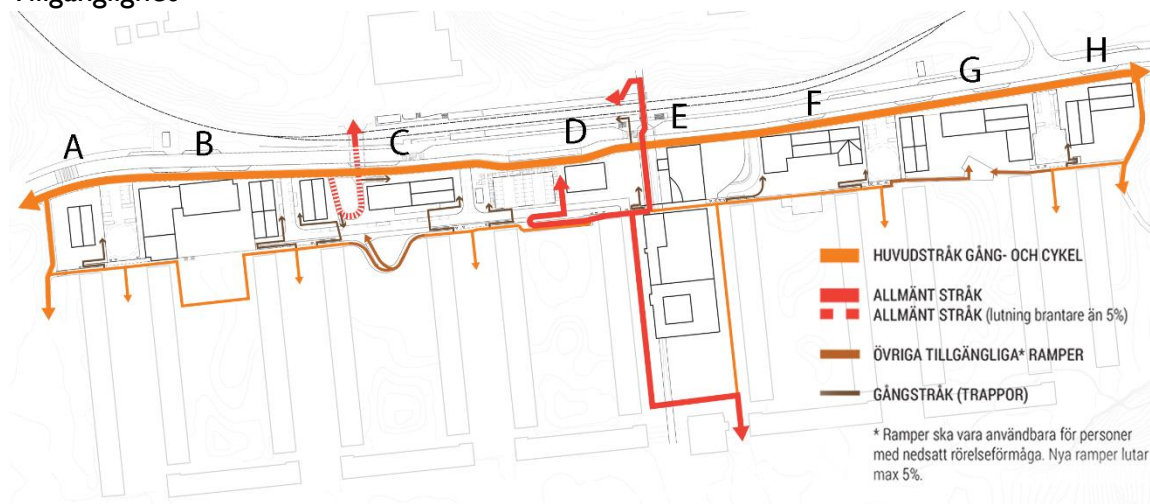 Tillgänglighet
A
B
C
D
E
F
G
H
HUVUDSTRÅK GÅNG- OCH CYKEL
ALLMÄNT STRÅK
ALLMÄNT STRÅK (lutning brantare än 5%)
ÖVRIGA TILLGÄNGLIGA* RAMPER
GÅNGSTRÅK (TRAPPOR)
* Ramper ska vara användbara för personer
med nedsatt rörelseförmåga. Nya ramper lutar
max 5%.